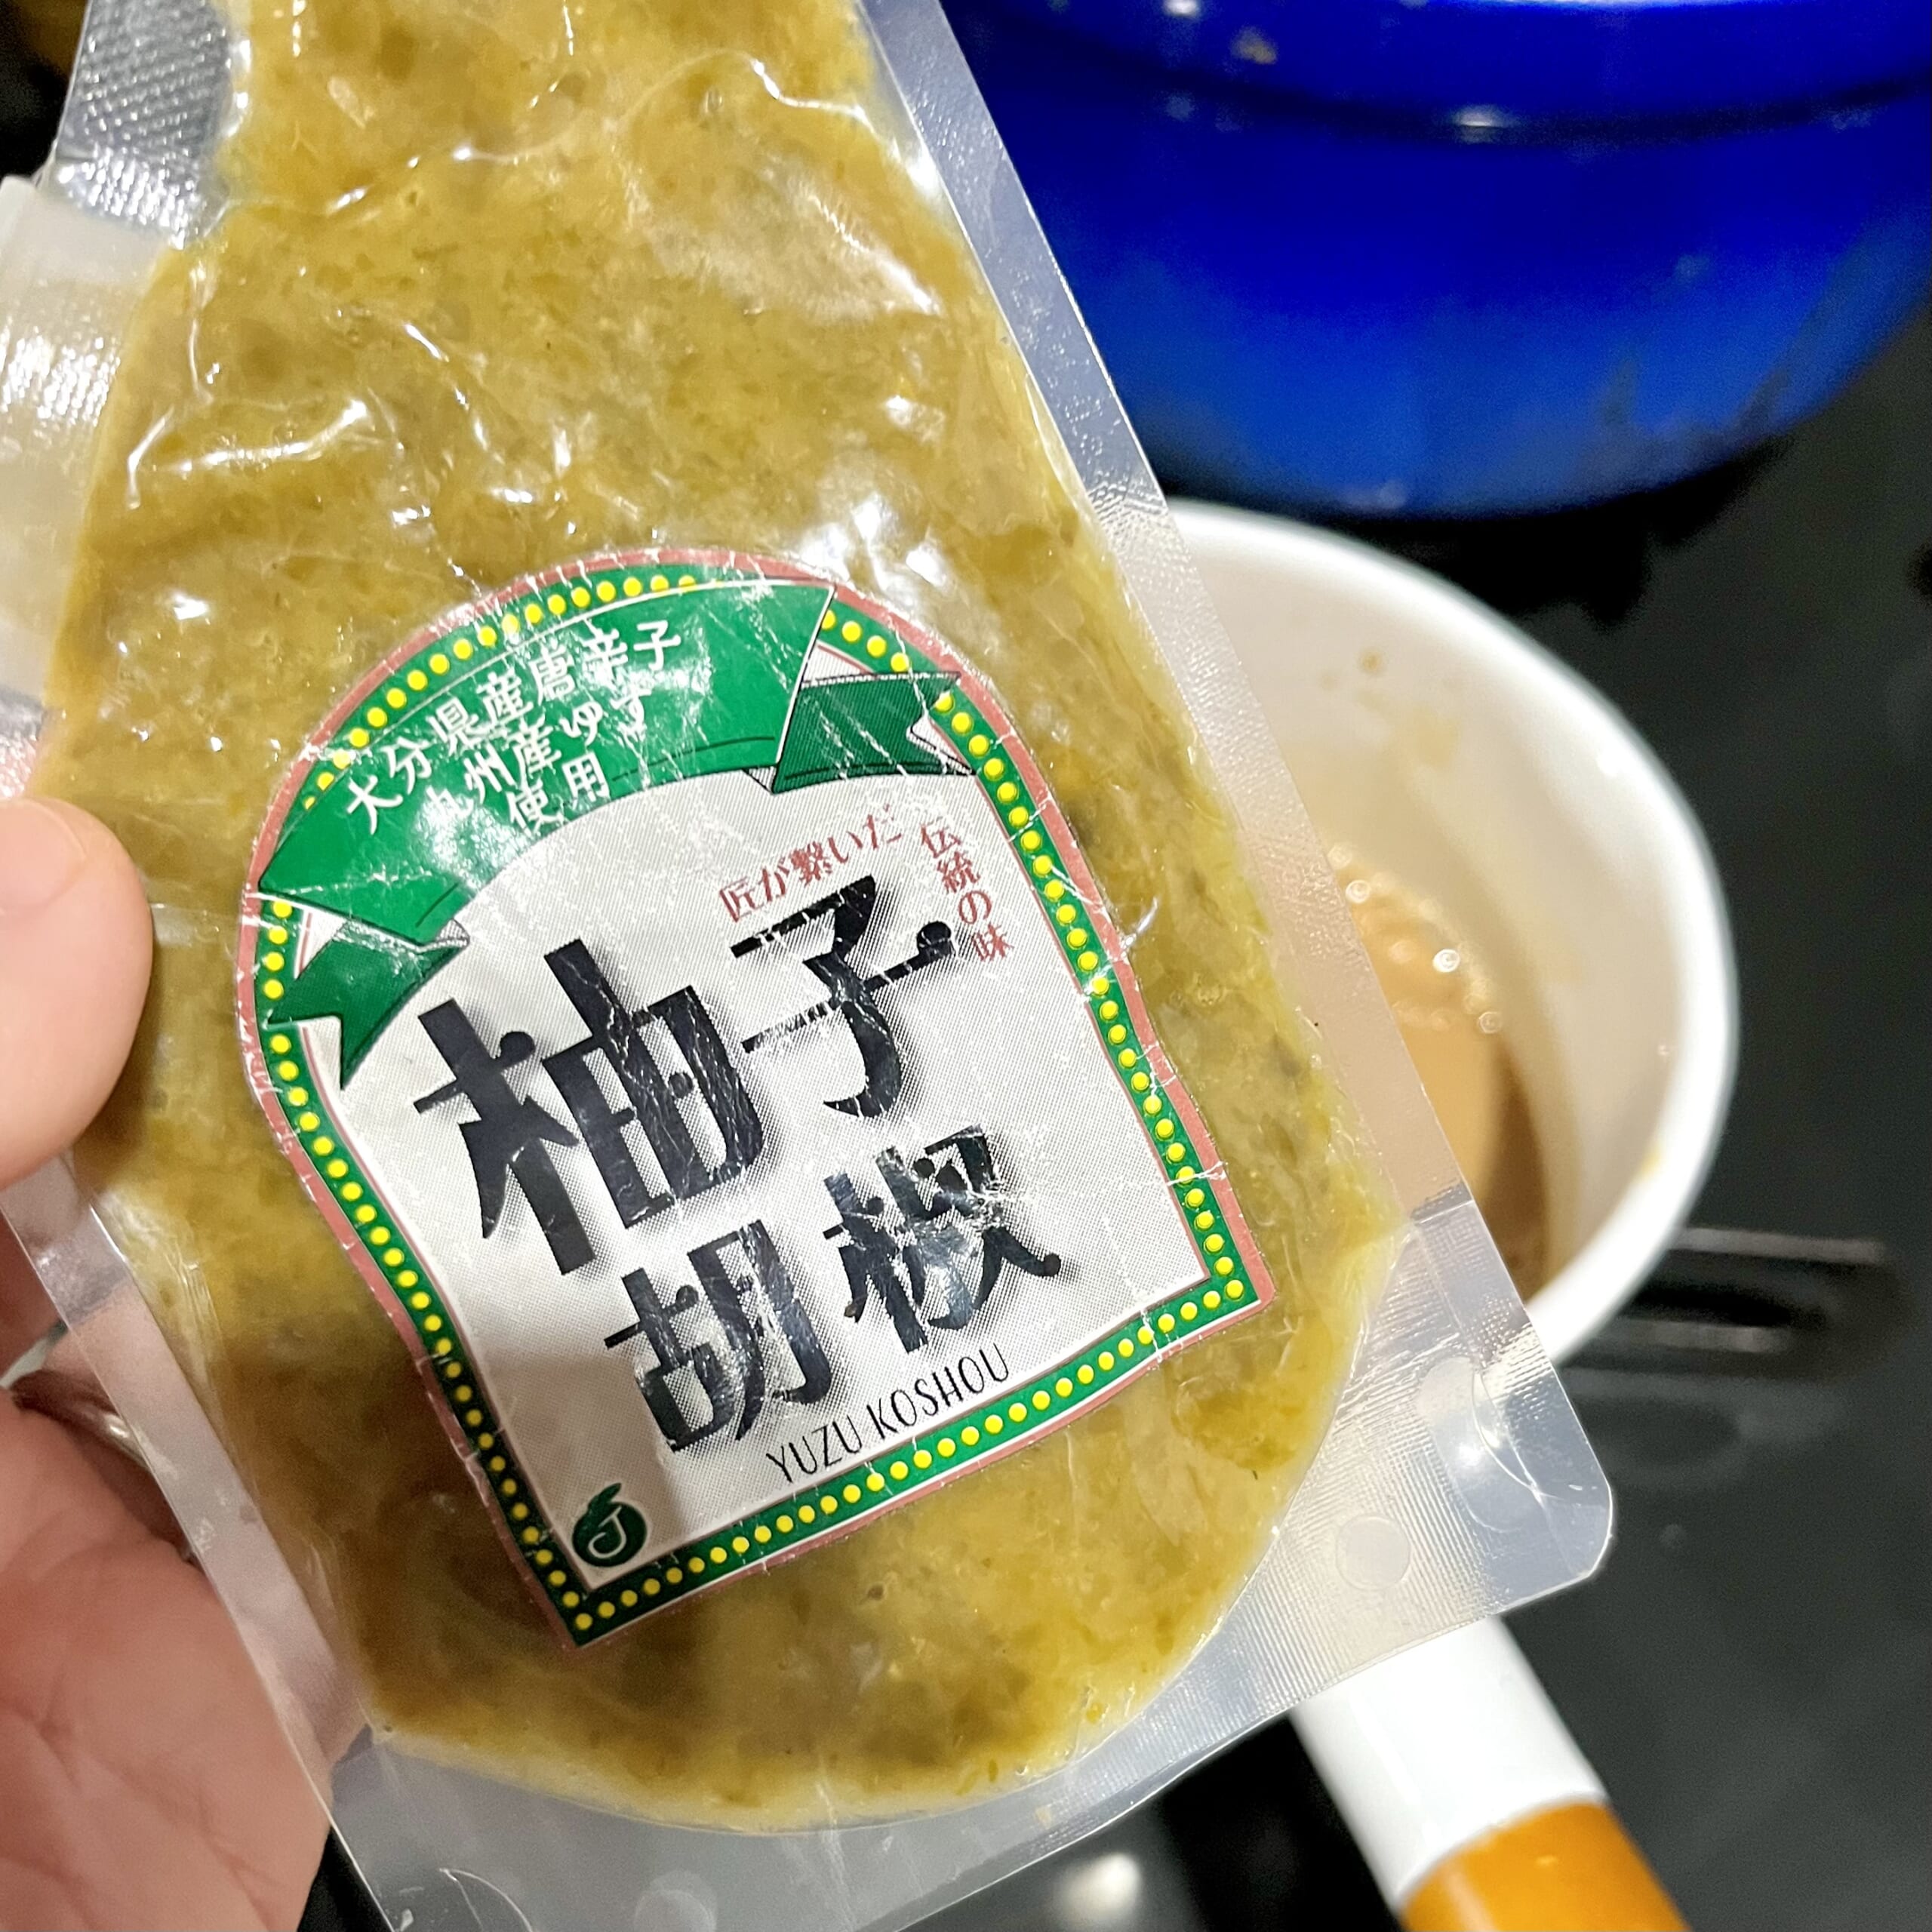 大分県産唐辛子
九州産ゆず
使用
匠が繋いだ
伝統の味
柚子
胡椒
YUZU KOSHOU
J